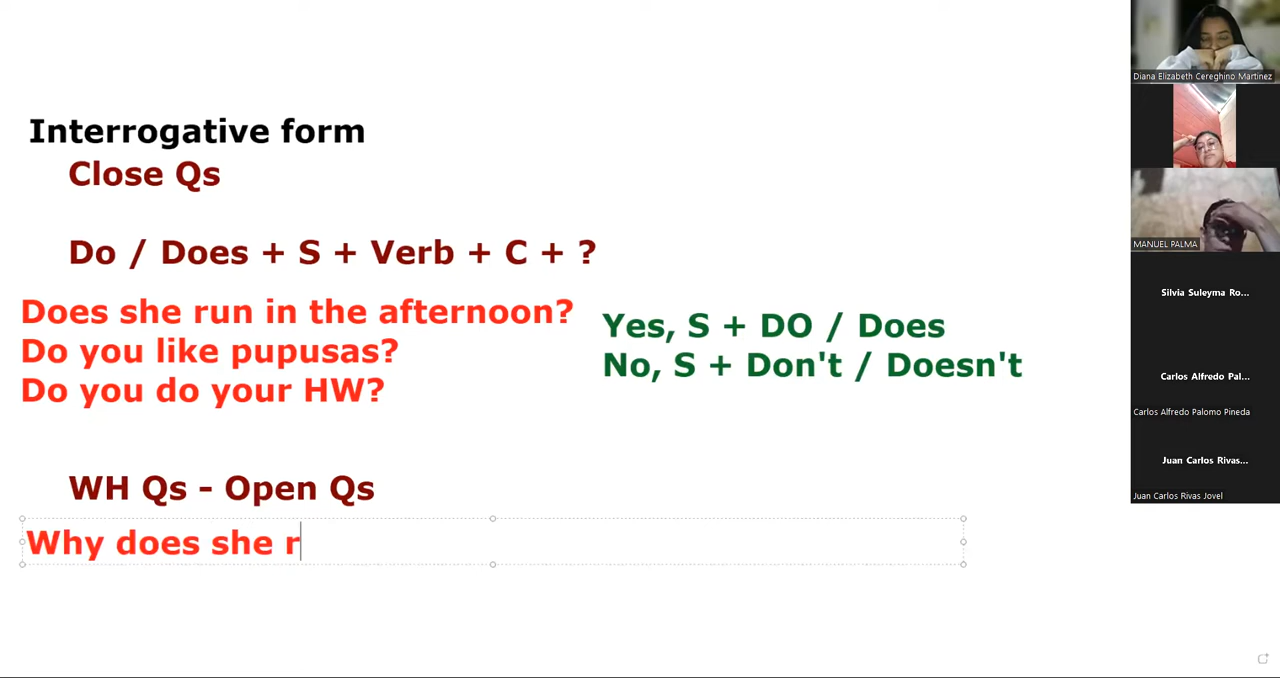 Interrogative form
Close Qs
Do / Does + S + Verb + C + ?
Does she run in the afternoon?
Do you like pupusas?
Do you do your HW?
Yes, S + DO / Does
No, S + Don't / Doesn't
WH Qs - Open Qs
Why does she r
Diana Elizabeth Cereghino Martinez
MANUEL PALMA
Silvia Suleyma Ro...
Carlos Alfredo Pal...
Carlos Alfredo Palomo Pineda
Juan Carlos Rivas...
Juan Carlos Rivas Jovel